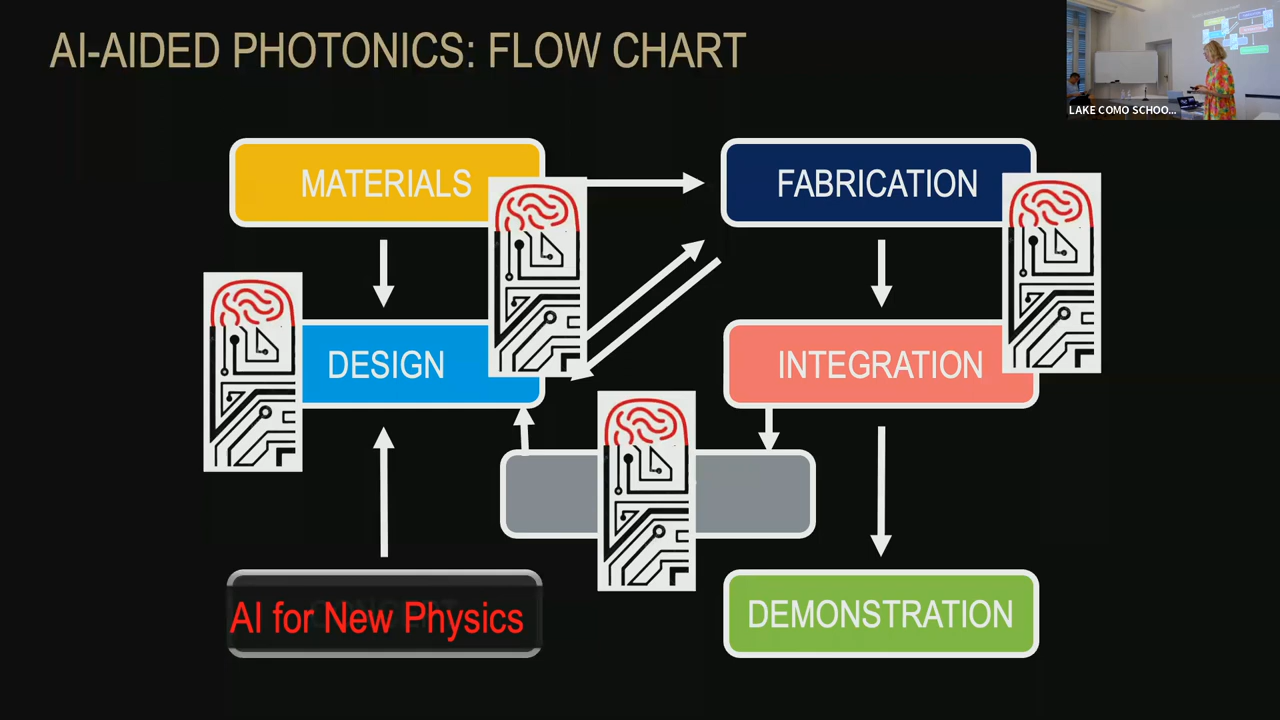 AI-AIDED PHOTONICS: FLOW CHART
LAKE COMO SCHOO...
MATERIALS
FABRICATION
DESIGN
INTEGRATION
AI for New Physics
DEMONSTRATION